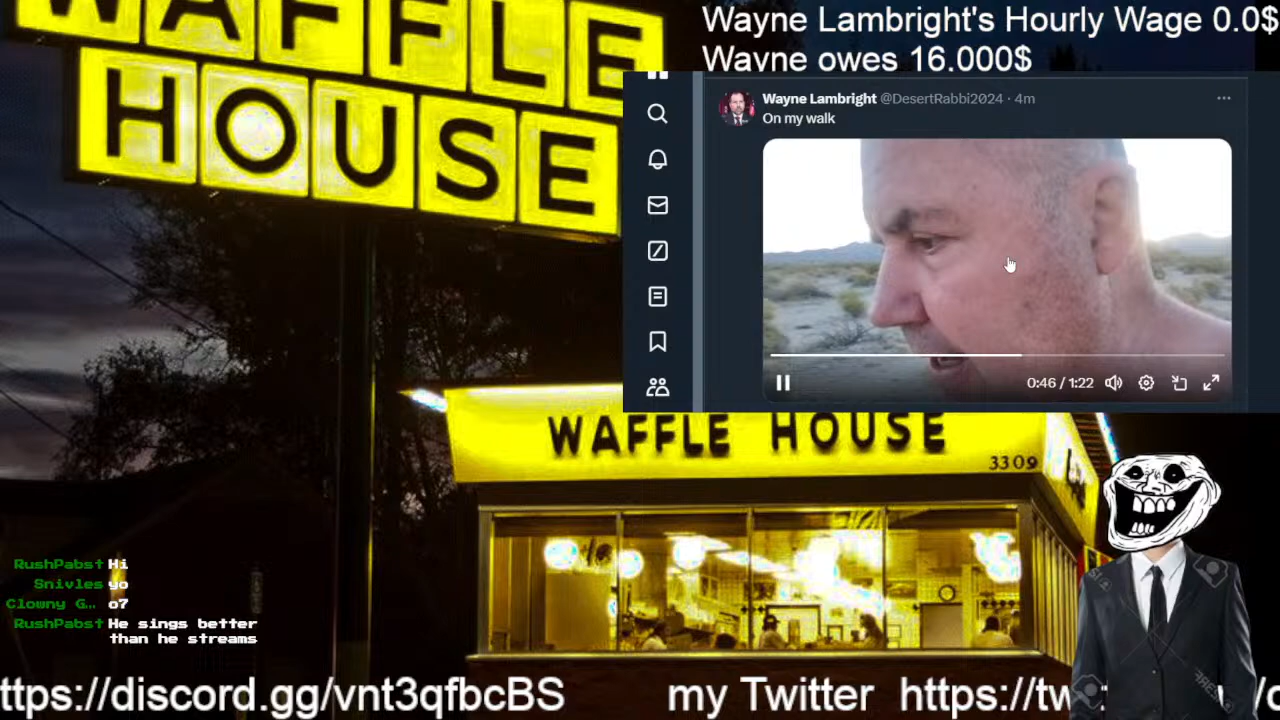 WAFFLE
HOUSE
Wayne Lambright's Hourly Wage 0.0$
Wayne owes 16.000$
Wayne Lambright @DesertRabbi2024 · 4m
On my walk
0:46 / 1:22
WAFFLE HOUSE
3309
RushPabst Hi
Snivles yo
Clowny G... o7
RushPabst He sings better
than he streams
ttps://discord.gg/vnt3qfbcBS my Twitter https://tw